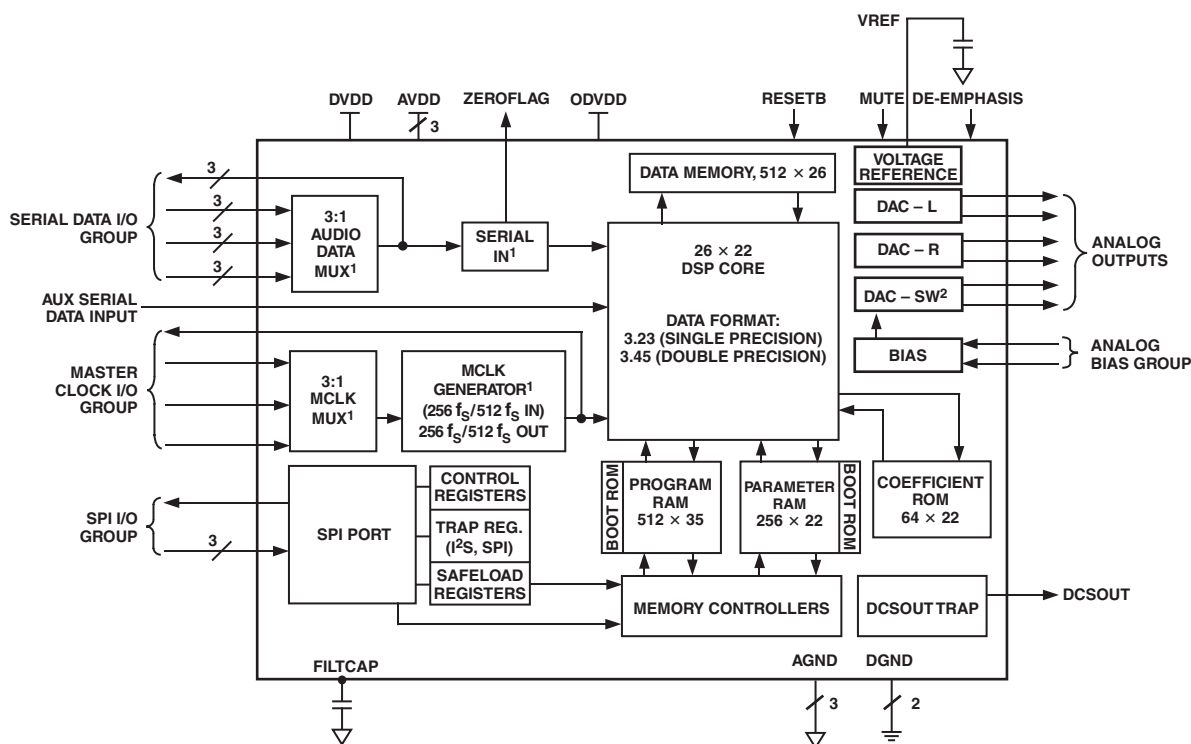 VREF
DVDD
AVDD
3
ZEROFLAG
ODVDD
RESETB
MUTE
DE-EMPHASIS
3
3
3
3
SERIAL DATA I/O
GROUP
3:1
AUDIO
DATA
MUX1
SERIAL
IN1
DATA MEMORY, 512 × 26
26 × 22
DSP CORE
DATA FORMAT:
3.23 (SINGLE PRECISION)
3.45 (DOUBLE PRECISION)
VOLTAGE
REFERENCE
DAC – L
DAC – R
DAC – SW2
BIAS
ANALOG
OUTPUTS
ANALOG
BIAS GROUP
AUX SERIAL
DATA INPUT
MASTER
CLOCK I/O
GROUP
3:1
MCLK
MUX1
MCLK
GENERATOR1
(256 fS/512 fS IN)
256 fS/512 fS OUT
SPI I/O
GROUP
3
SPI PORT
CONTROL
REGISTERS
TRAP REG.
(I2S, SPI)
SAFELOAD
REGISTERS
BOOT ROM
PROGRAM
RAM
512 × 35
PARAMETER
RAM
256 × 22
BOOT ROM
COEFFICIENT
ROM
64 × 22
MEMORY CONTROLLERS
DCSOUT TRAP
DCSOUT
FILTCAP
AGND
3
DGND
2